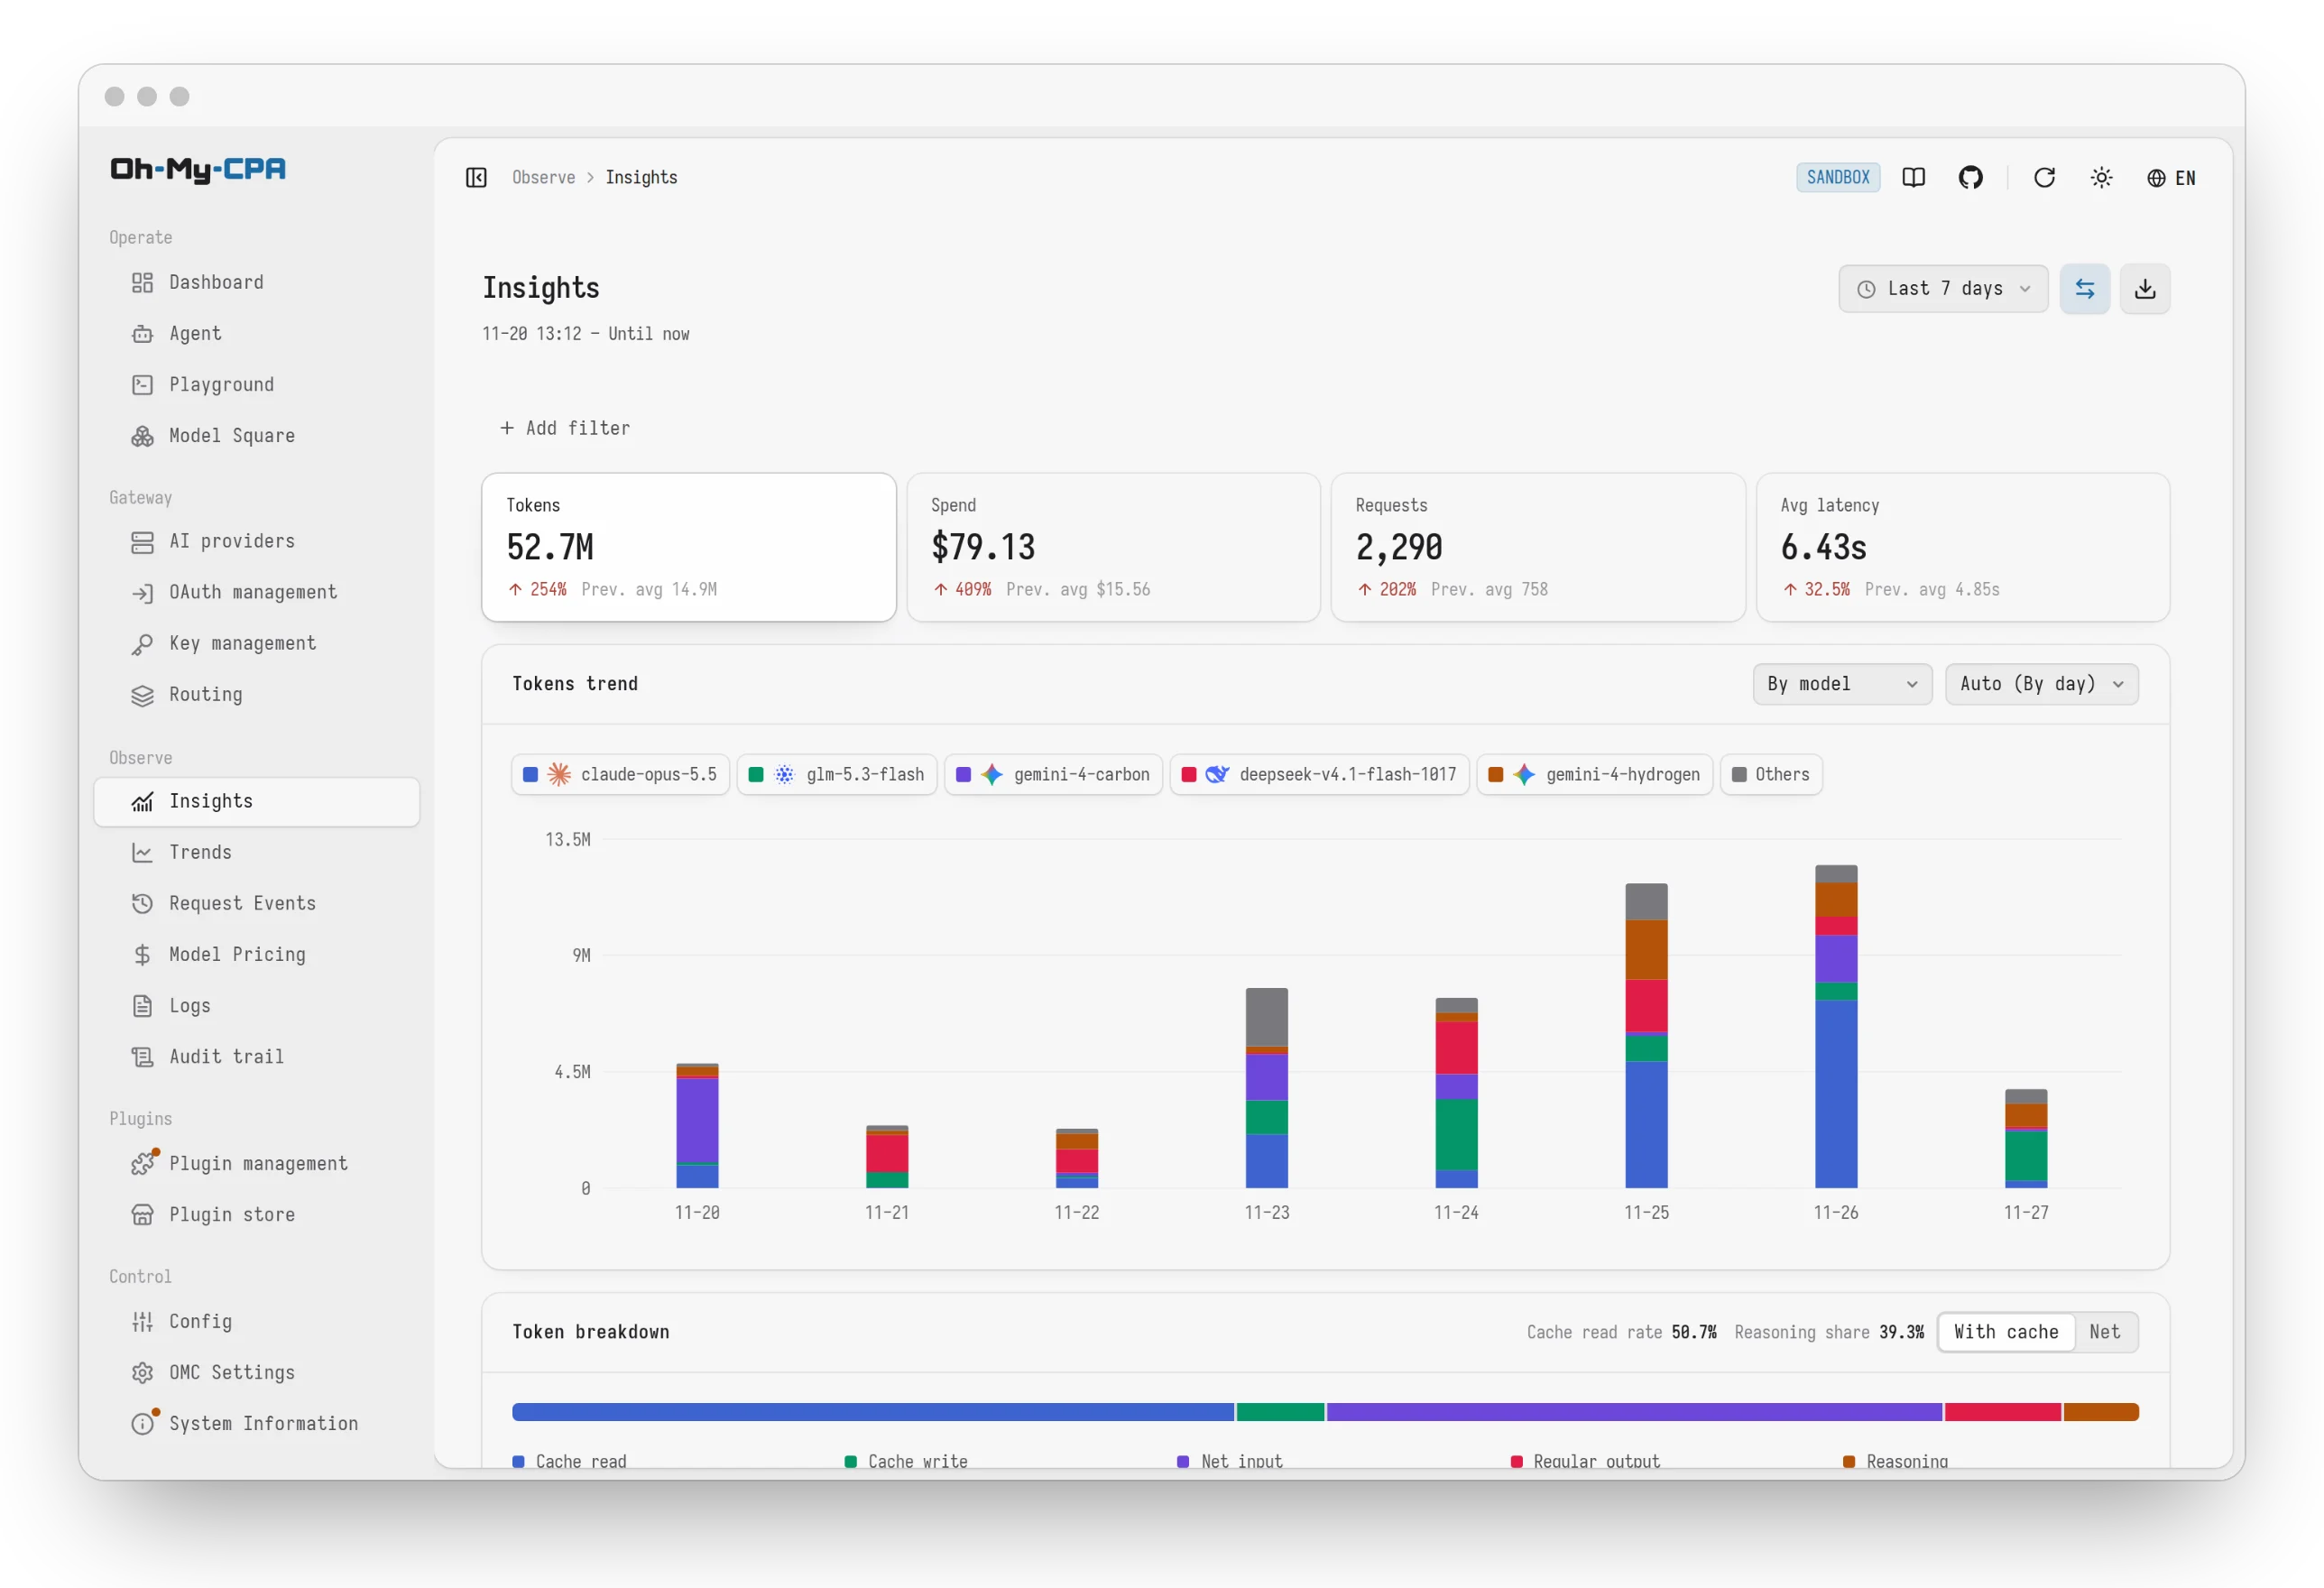 Oh-My-CPA
Operate
Dashboard
Agent
Playground
Model Square
Gateway
AI providers
OAuth management
Key management
Routing
Observe
Insights
Trends
Request Events
Model Pricing
Logs
Audit trail
Plugins
Plugin management
Plugin store
Control
Config
OMC Settings
System Information
Observe > Insights
SANDBOX
EN
Insights
11-20 13:12 – Until now
Last 7 days
+ Add filter
Tokens
52.7M
↑ 254% Prev. avg 14.9M
Spend
$79.13
↑ 409% Prev. avg $15.56
Requests
2,290
↑ 202% Prev. avg 758
Avg latency
6.43s
↑ 32.5% Prev. avg 4.85s
Tokens trend
By model
Auto (By day)
claude-opus-5.5
glm-5.3-flash
gemini-4-carbon
deepseek-v4.1-flash-1017
gemini-4-hydrogen
Others
13.5M
9M
4.5M
0
11-20 11-21 11-22 11-23 11-24 11-25 11-26 11-27
Token breakdown
Cache read rate 50.7% Reasoning share 39.3%
With cache Net
Cache read
Cache write
Net input
Regular output
Reasoning